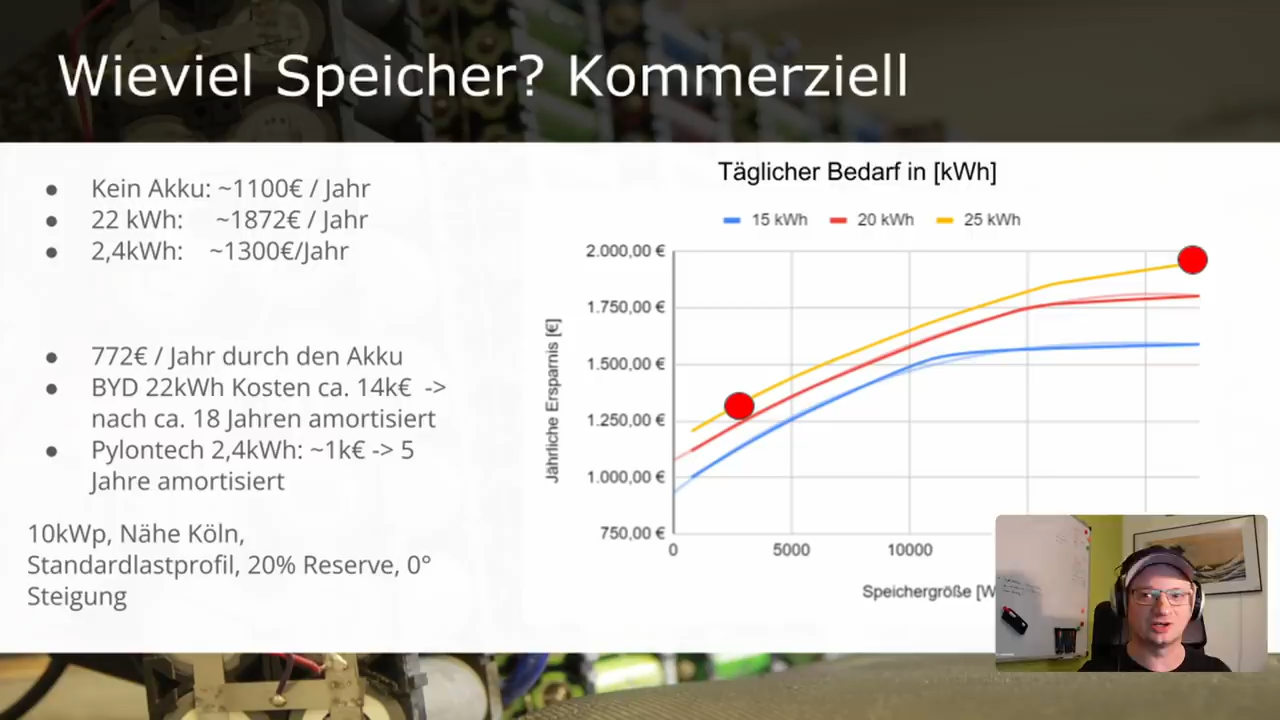 Wieviel Speicher? Kommerziell
● Kein Akku: ~1100€ / Jahr
● 22 kWh: ~1872€ / Jahr
● 2,4kWh: ~1300€/Jahr
● 772€ / Jahr durch den Akku
● BYD 22kWh Kosten ca. 14k€ ->
nach ca. 18 Jahren amortisiert
● Pylontech 2,4kWh: ~1k€ -> 5
Jahre amortisiert
10kWp, Nähe Köln,
Standardlastprofil, 20% Reserve, 0°
Steigung
Täglicher Bedarf in [kWh]
15 kWh 20 kWh 25 kWh
Jährliche Ersparnis [€]
2.000,00 €
1.750,00 €
1.500,00 €
1.250,00 €
1.000,00 €
750,00 €
0 5000 10000
Speichergröße [W